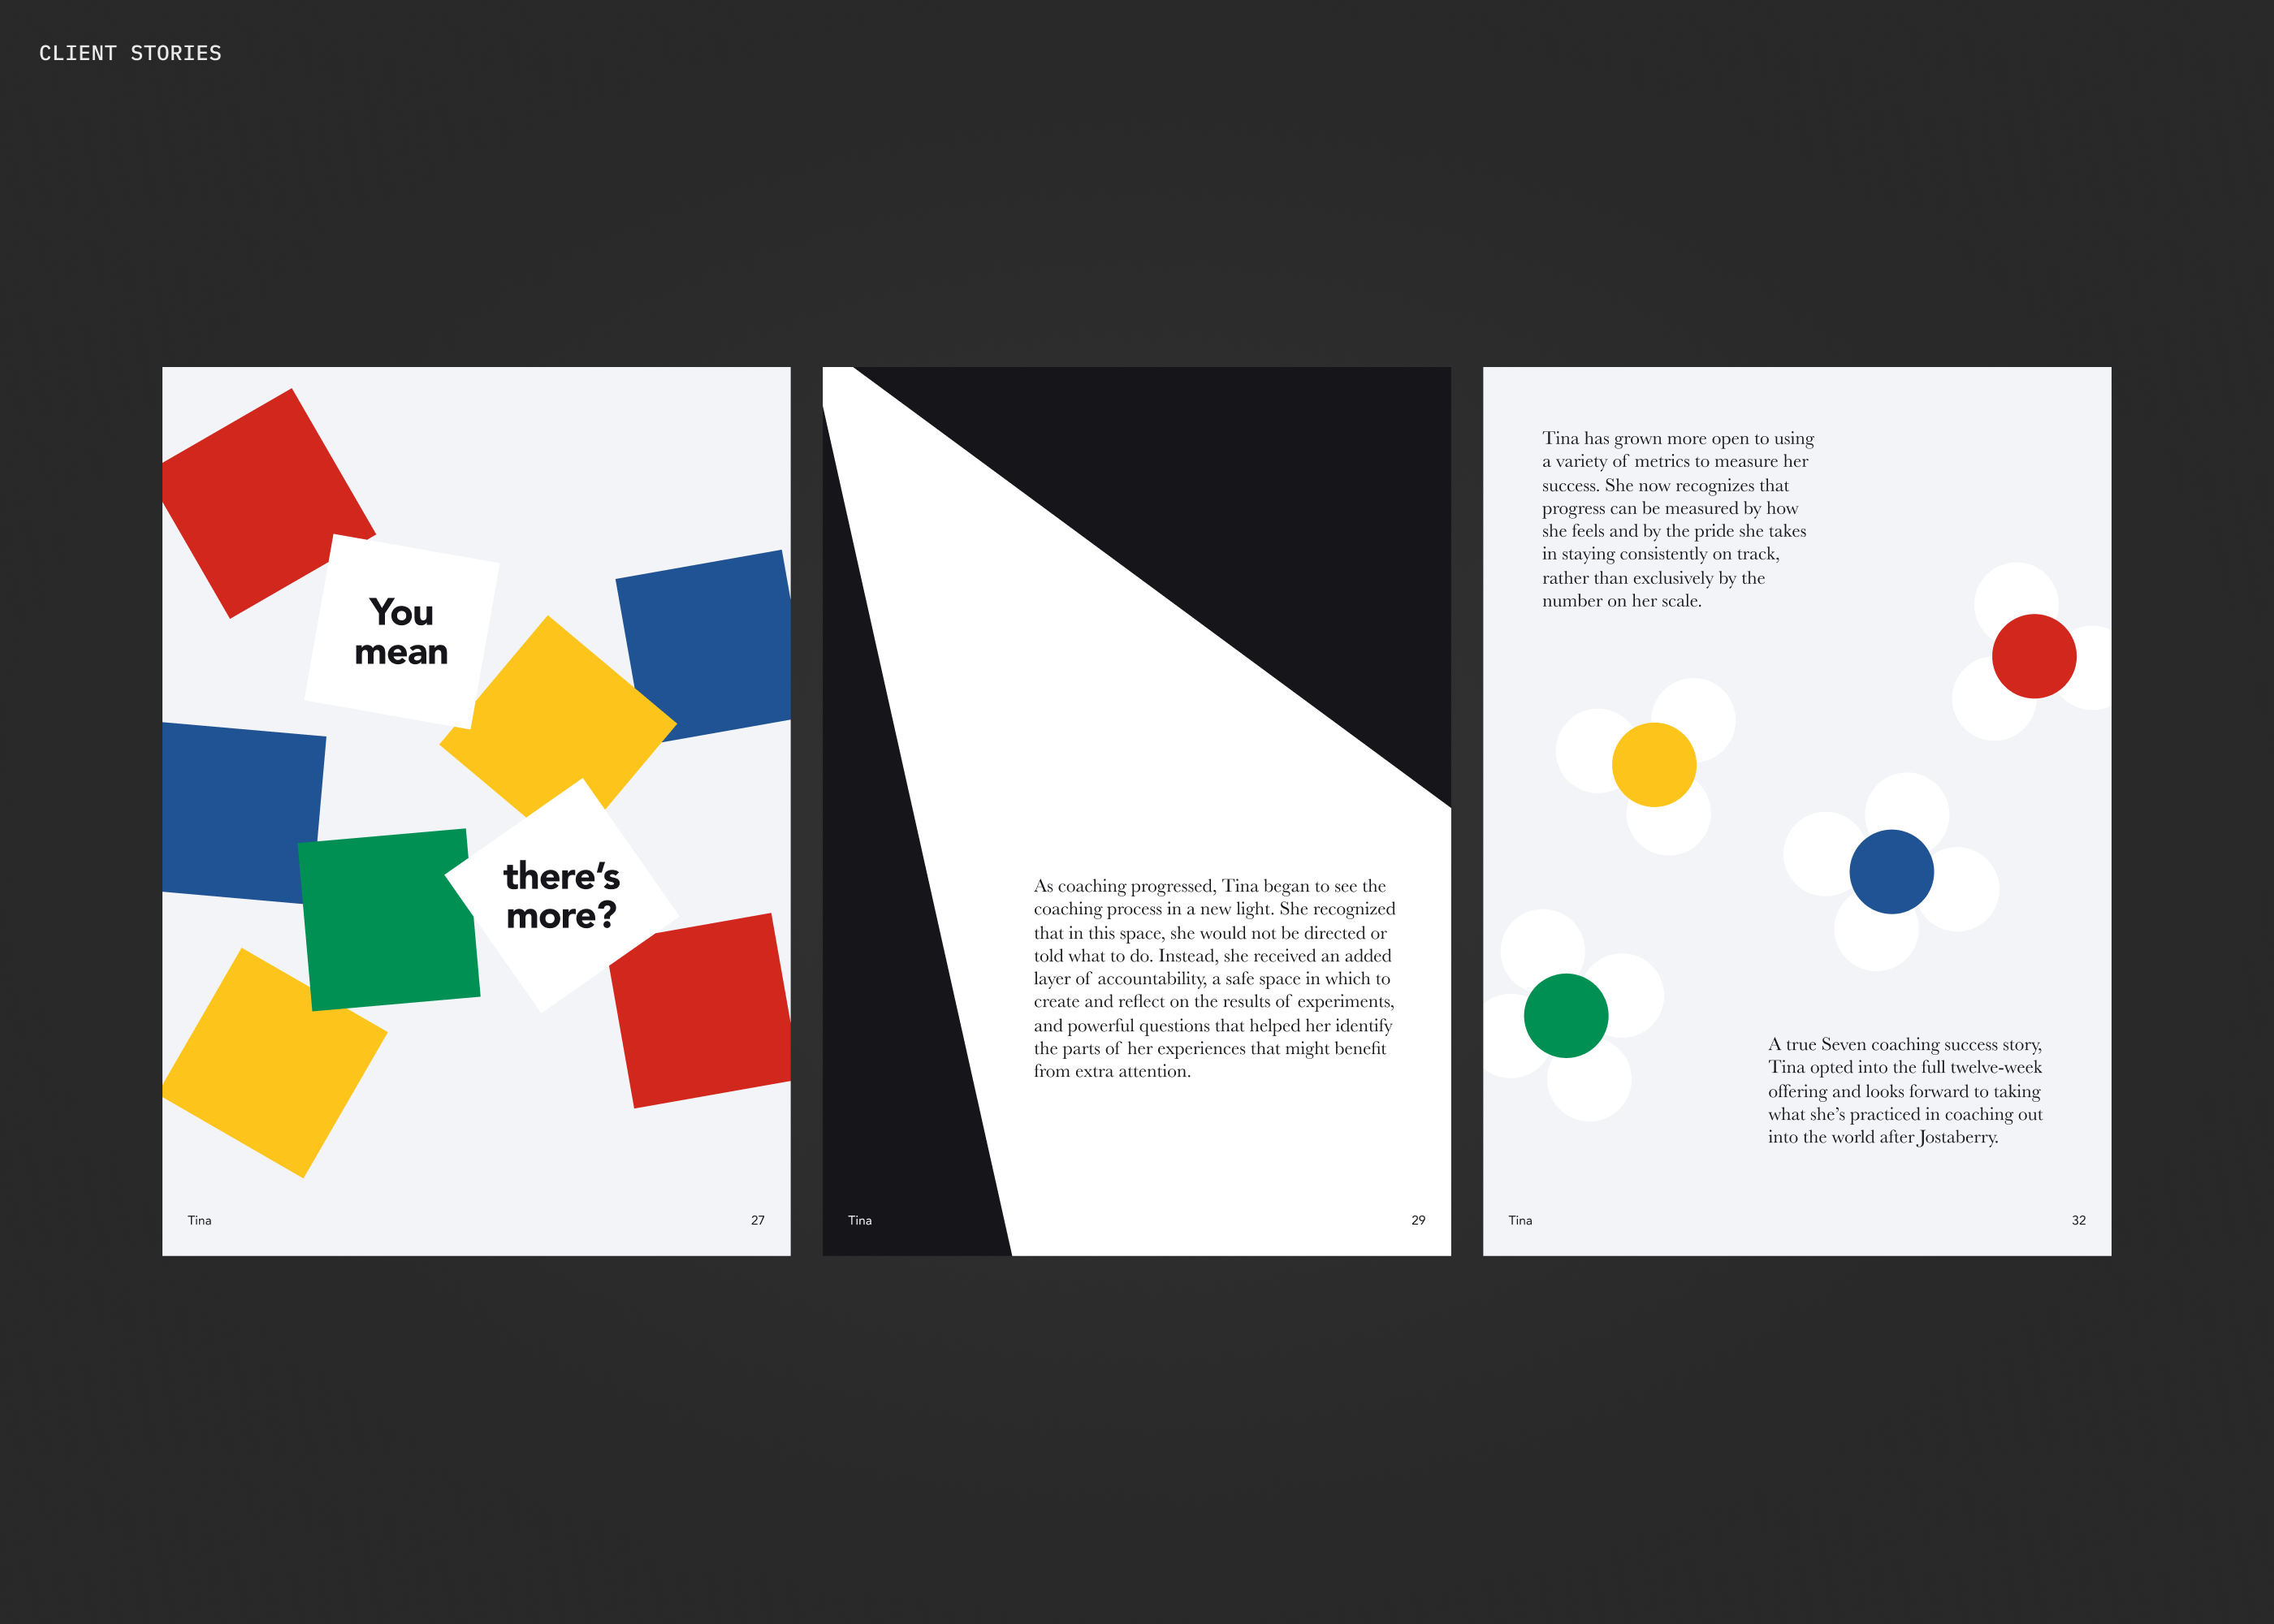 CLIENT STORIES
You
mean
there’s
more?
Tina
27
As coaching progressed, Tina began to see the
coaching process in a new light. She recognized
that in this space, she would not be directed or
told what to do. Instead, she received an added
layer of accountability, a safe space in which to
create and reflect on the results of experiments,
and powerful questions that helped her identify
the parts of her experiences that might benefit
from extra attention.
Tina
29
Tina has grown more open to using
a variety of metrics to measure her
success. She now recognizes that
progress can be measured by how
she feels and by the pride she takes
in staying consistently on track,
rather than exclusively by the
number on her scale.
A true Seven coaching success story,
Tina opted into the full twelve-week
offering and looks forward to taking
what she’s practiced in coaching out
into the world after Jostaberry.
Tina
32